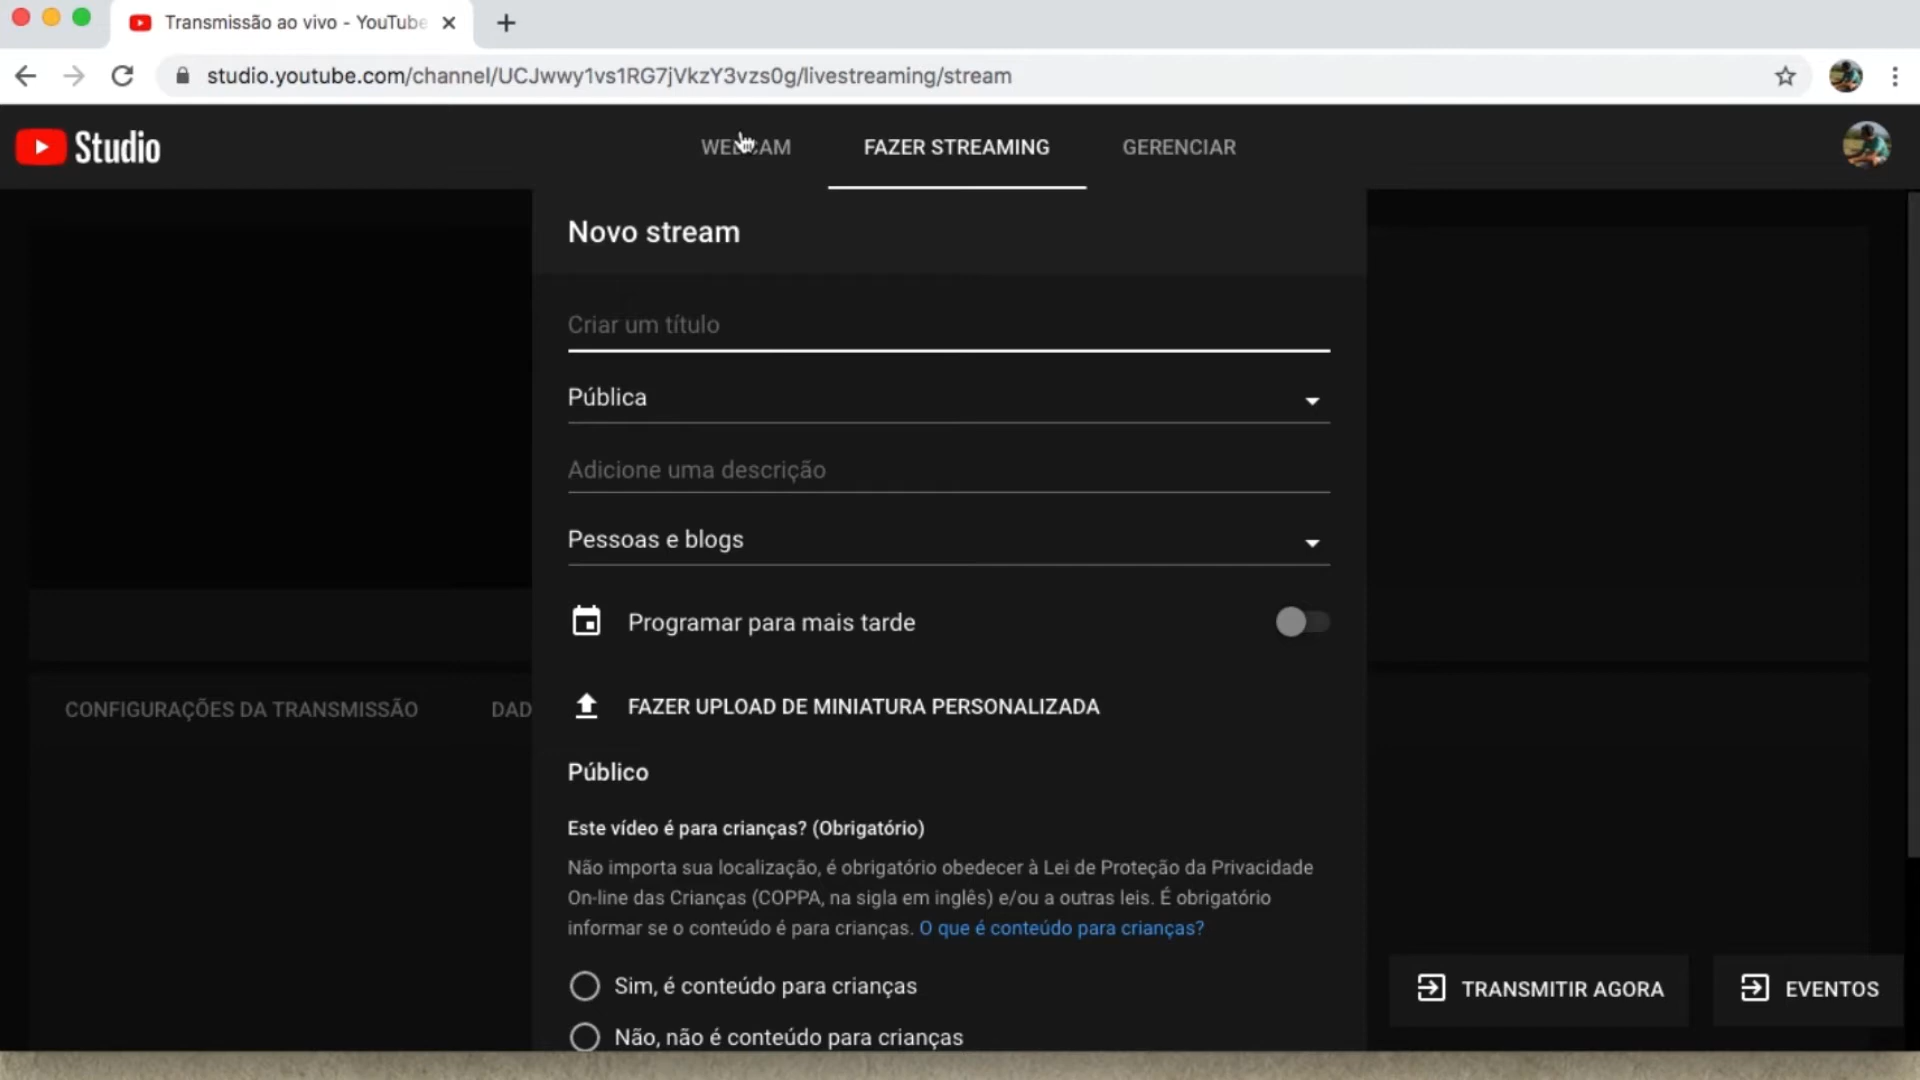 Transmissão ao vivo - YouTube
studio.youtube.com/channel/UCJwwy1vs1RG7jVkzY3vzs0g/livestreaming/stream
Studio
WEBCAM
FAZER STREAMING
GERENCIAR
Novo stream
Criar um título
Pública
Adicione uma descrição
Pessoas e blogs
Programar para mais tarde
CONFIGURAÇÕES DA TRANSMISSÃO
DAD
FAZER UPLOAD DE MINIATURA PERSONALIZADA
Público
Este vídeo é para crianças? (Obrigatório)
Não importa sua localização, é obrigatório obedecer à Lei de Proteção da Privacidade
On-line das Crianças (COPPA, na sigla em inglês) e/ou a outras leis. É obrigatório
informar se o conteúdo é para crianças. O que é conteúdo para crianças?
Sim, é conteúdo para crianças
Não, não é conteúdo para crianças
TRANSMITIR AGORA
EVENTOS